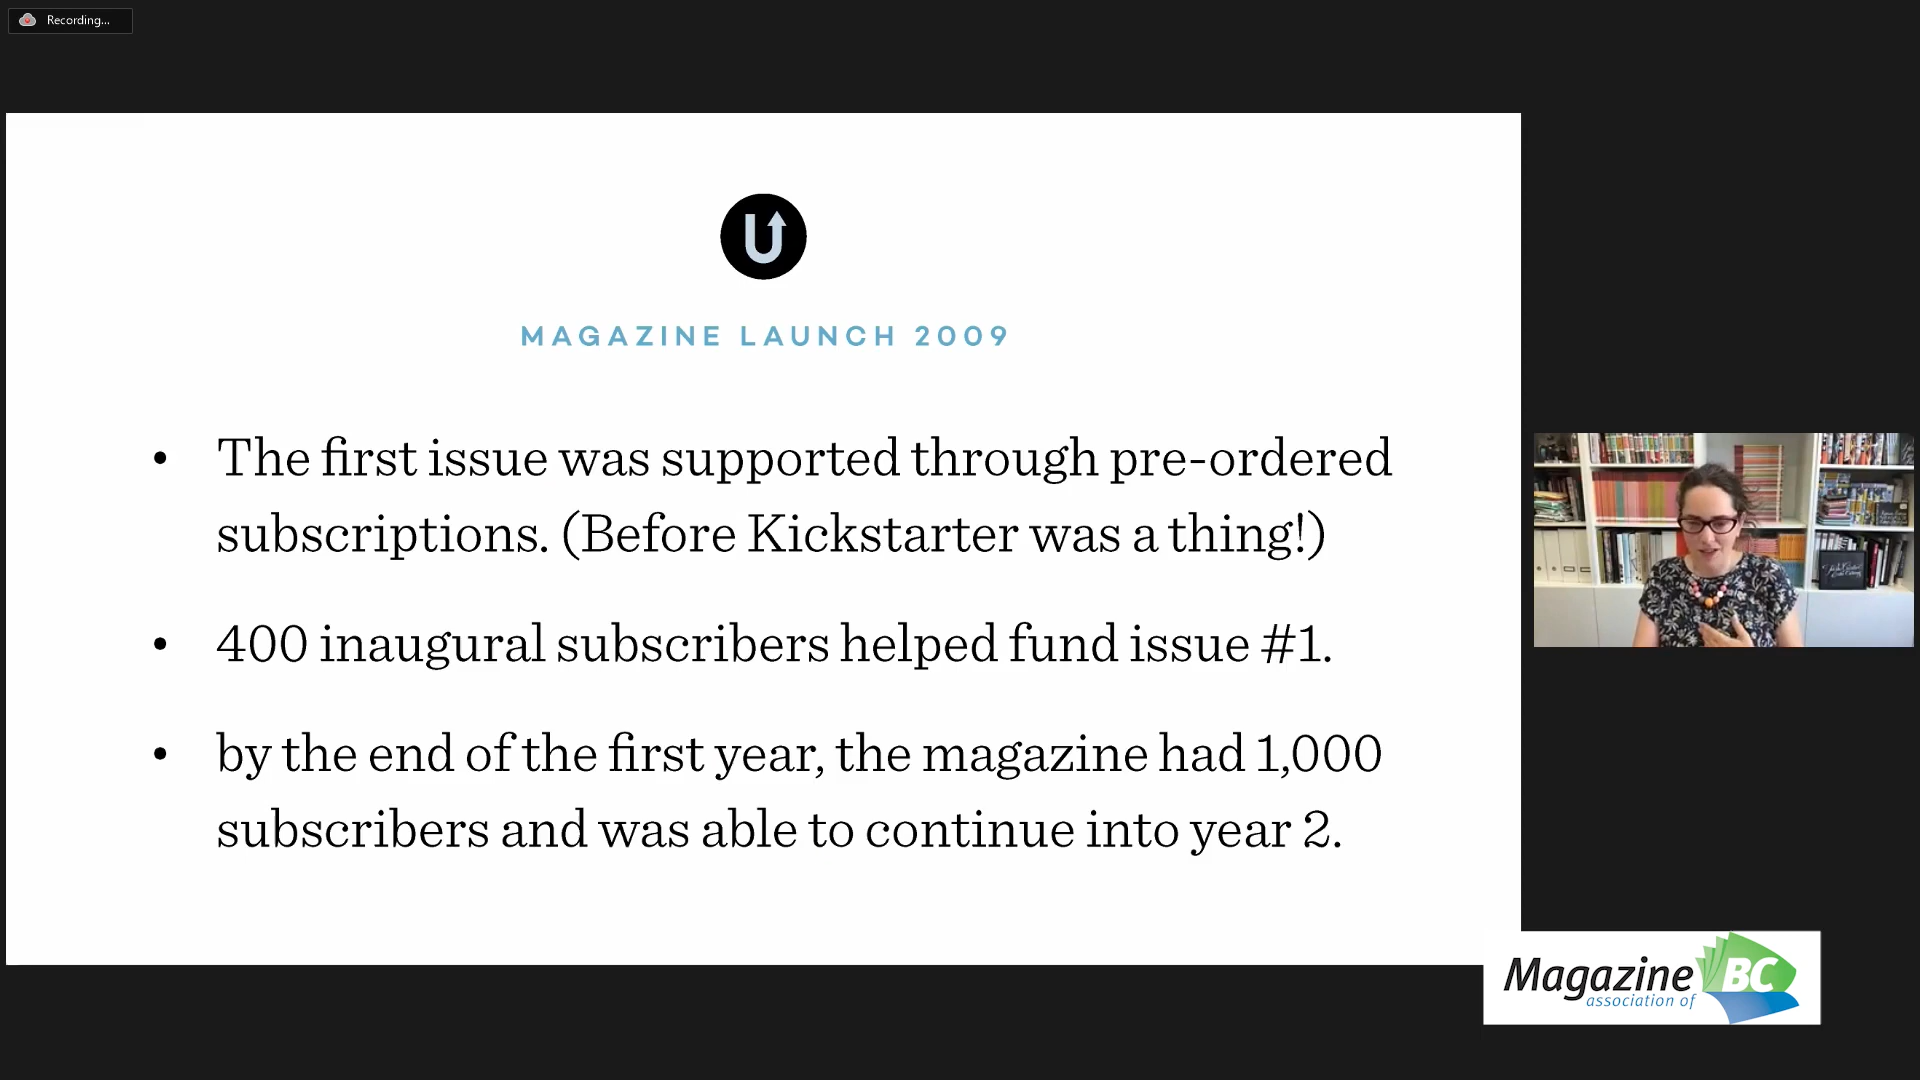 Recording...
U
MAGAZINE LAUNCH 2009
• The first issue was supported through pre-ordered
subscriptions. (Before Kickstarter was a thing!)
• 400 inaugural subscribers helped fund issue #1.
• by the end of the first year, the magazine had 1,000
subscribers and was able to continue into year 2.
Magazine BC
association of